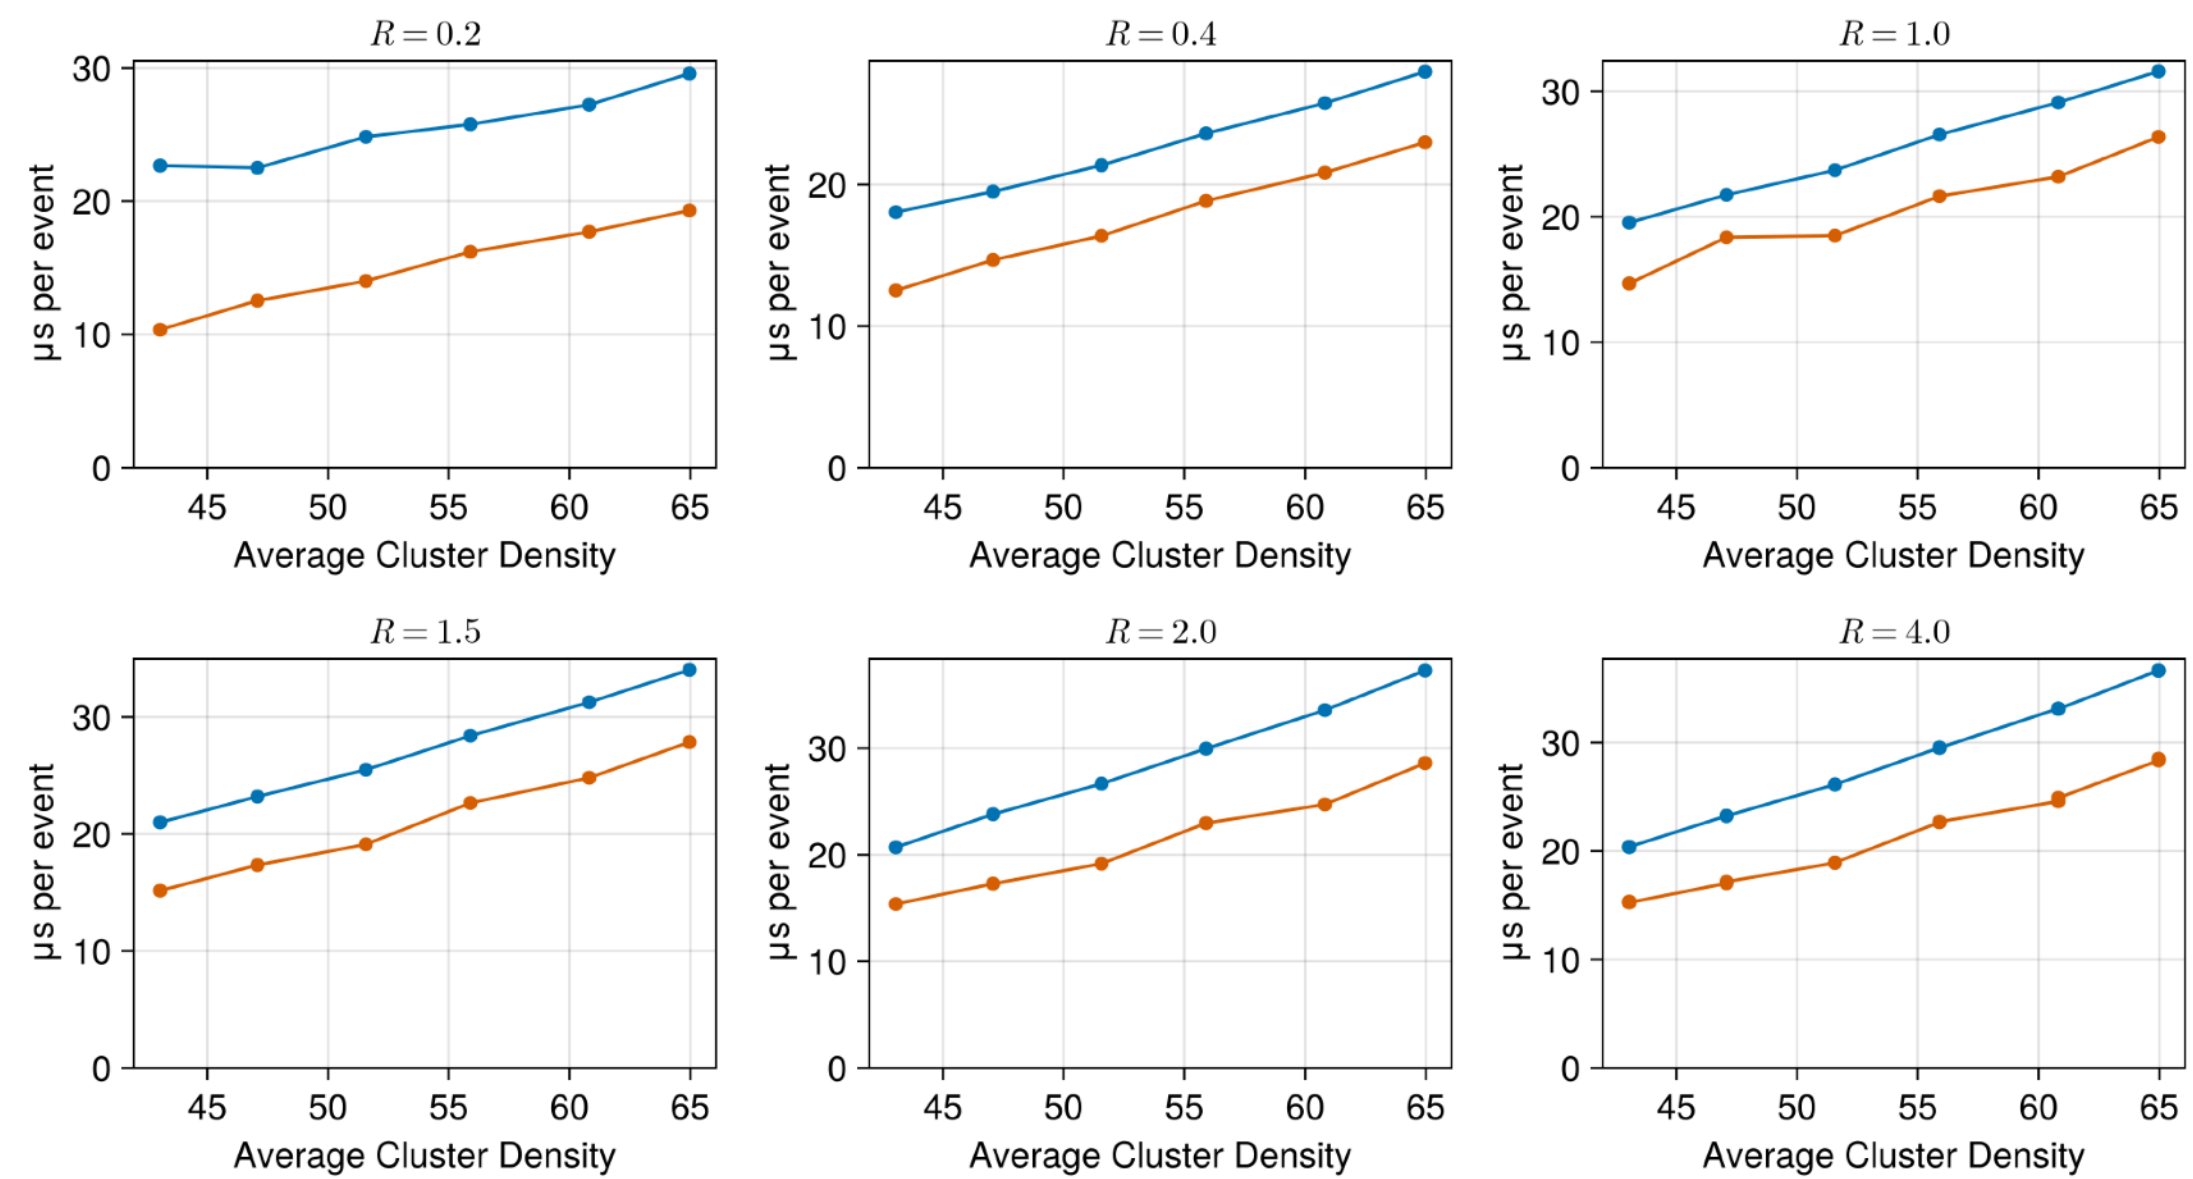 R = 0.2
30
20
10
0
µs per event
45 50 55 60 65
Average Cluster Density
R = 0.4
20
10
0
µs per event
45 50 55 60 65
Average Cluster Density
R = 1.0
30
20
10
0
µs per event
45 50 55 60 65
Average Cluster Density
R = 1.5
30
20
10
0
µs per event
45 50 55 60 65
Average Cluster Density
R = 2.0
30
20
10
0
µs per event
45 50 55 60 65
Average Cluster Density
R = 4.0
30
20
10
0
µs per event
45 50 55 60 65
Average Cluster Density